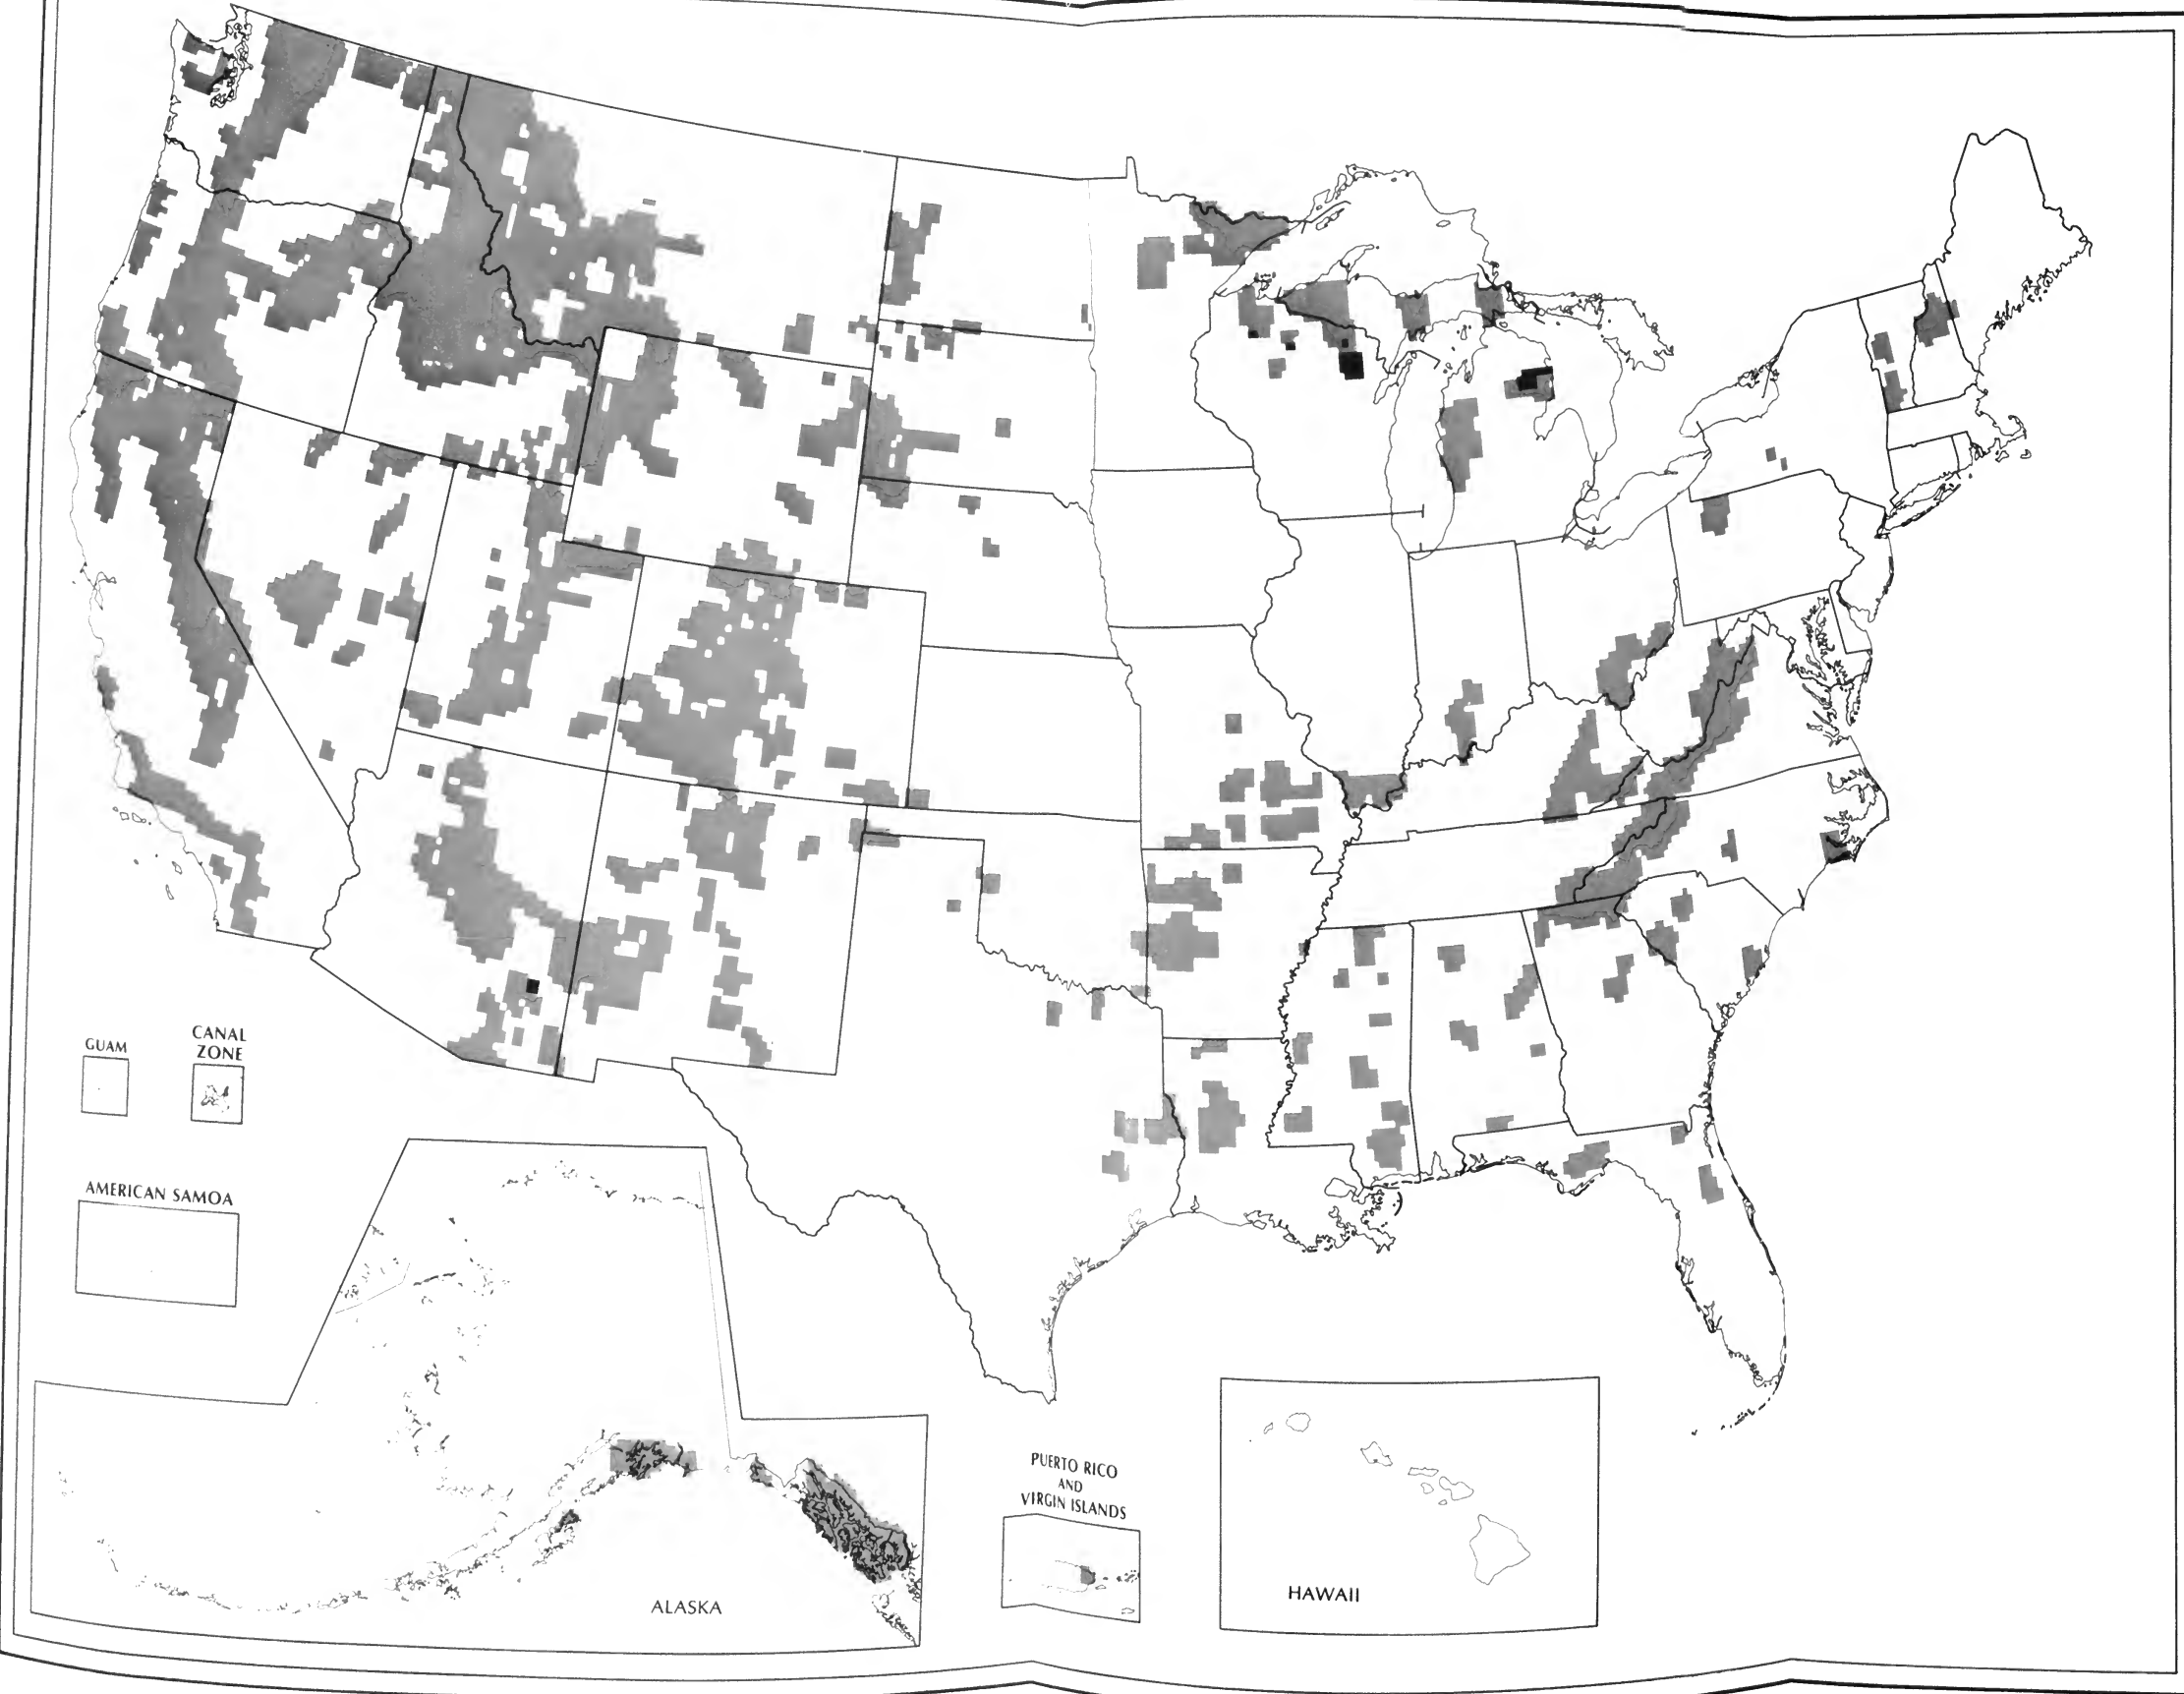 GUAM
CANAL
ZONE
AMERICAN SAMOA
ALASKA
PUERTO RICO
AND
VIRGIN ISLANDS
HAWAII